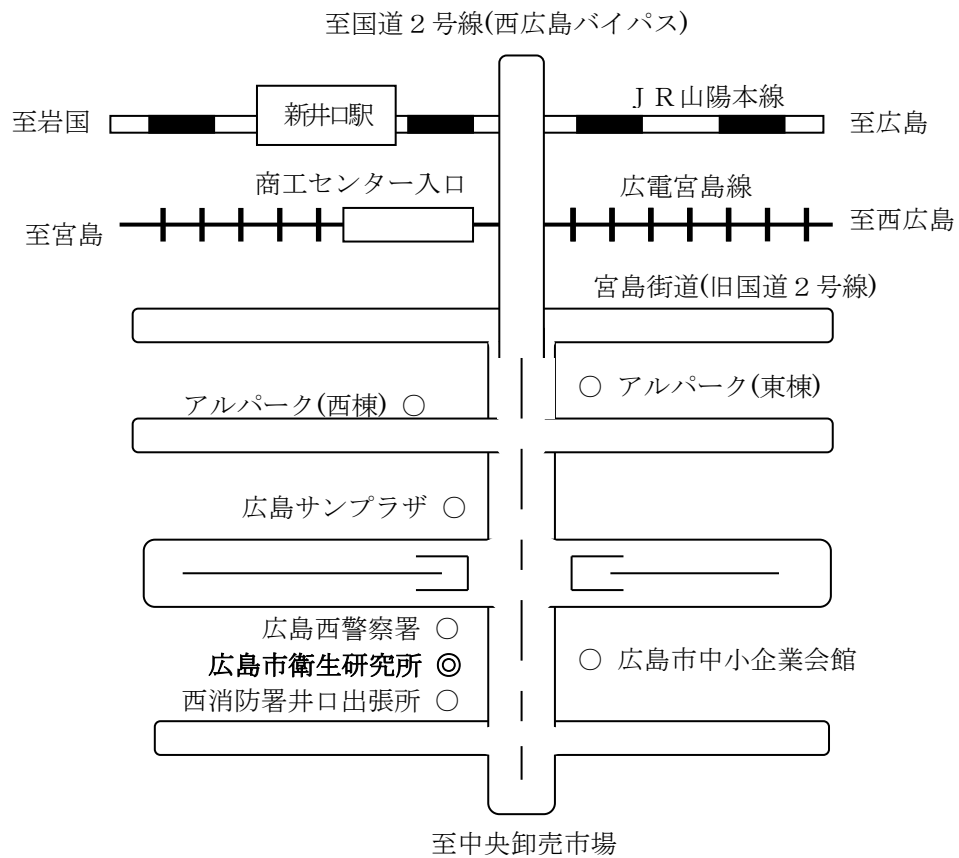 至国道２号線(西広島バイパス)
ＪＲ山陽本線
至岩国
新井口駅
至広島
商工センター入口
広電宮島線
至宮島
至西広島
宮島街道(旧国道２号線)
アルパーク(西棟) ○
○ アルパーク(東棟)
広島サンプラザ ○
広島西警察署 ○
広島市衛生研究所 ◎
○ 広島市中小企業会館
西消防署井口出張所 ○
至中央卸売市場